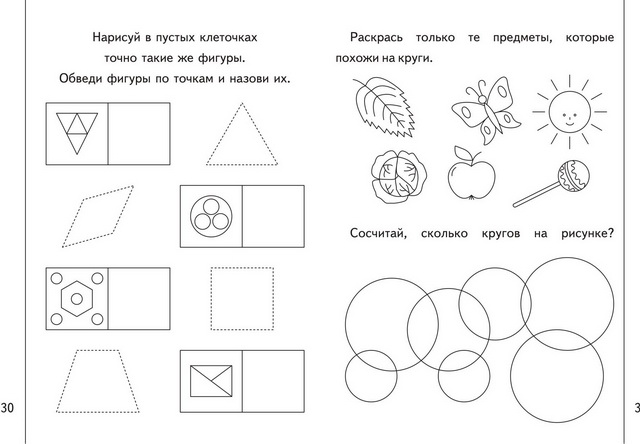 Нарисуй в пустых клеточках
точно такие же фигуры.
Обведи фигуры по точкам и назови их.
30
Раскрась только те предметы, которые
похожи на круги.
Сосчитай, сколько кругов на рисунке?
3